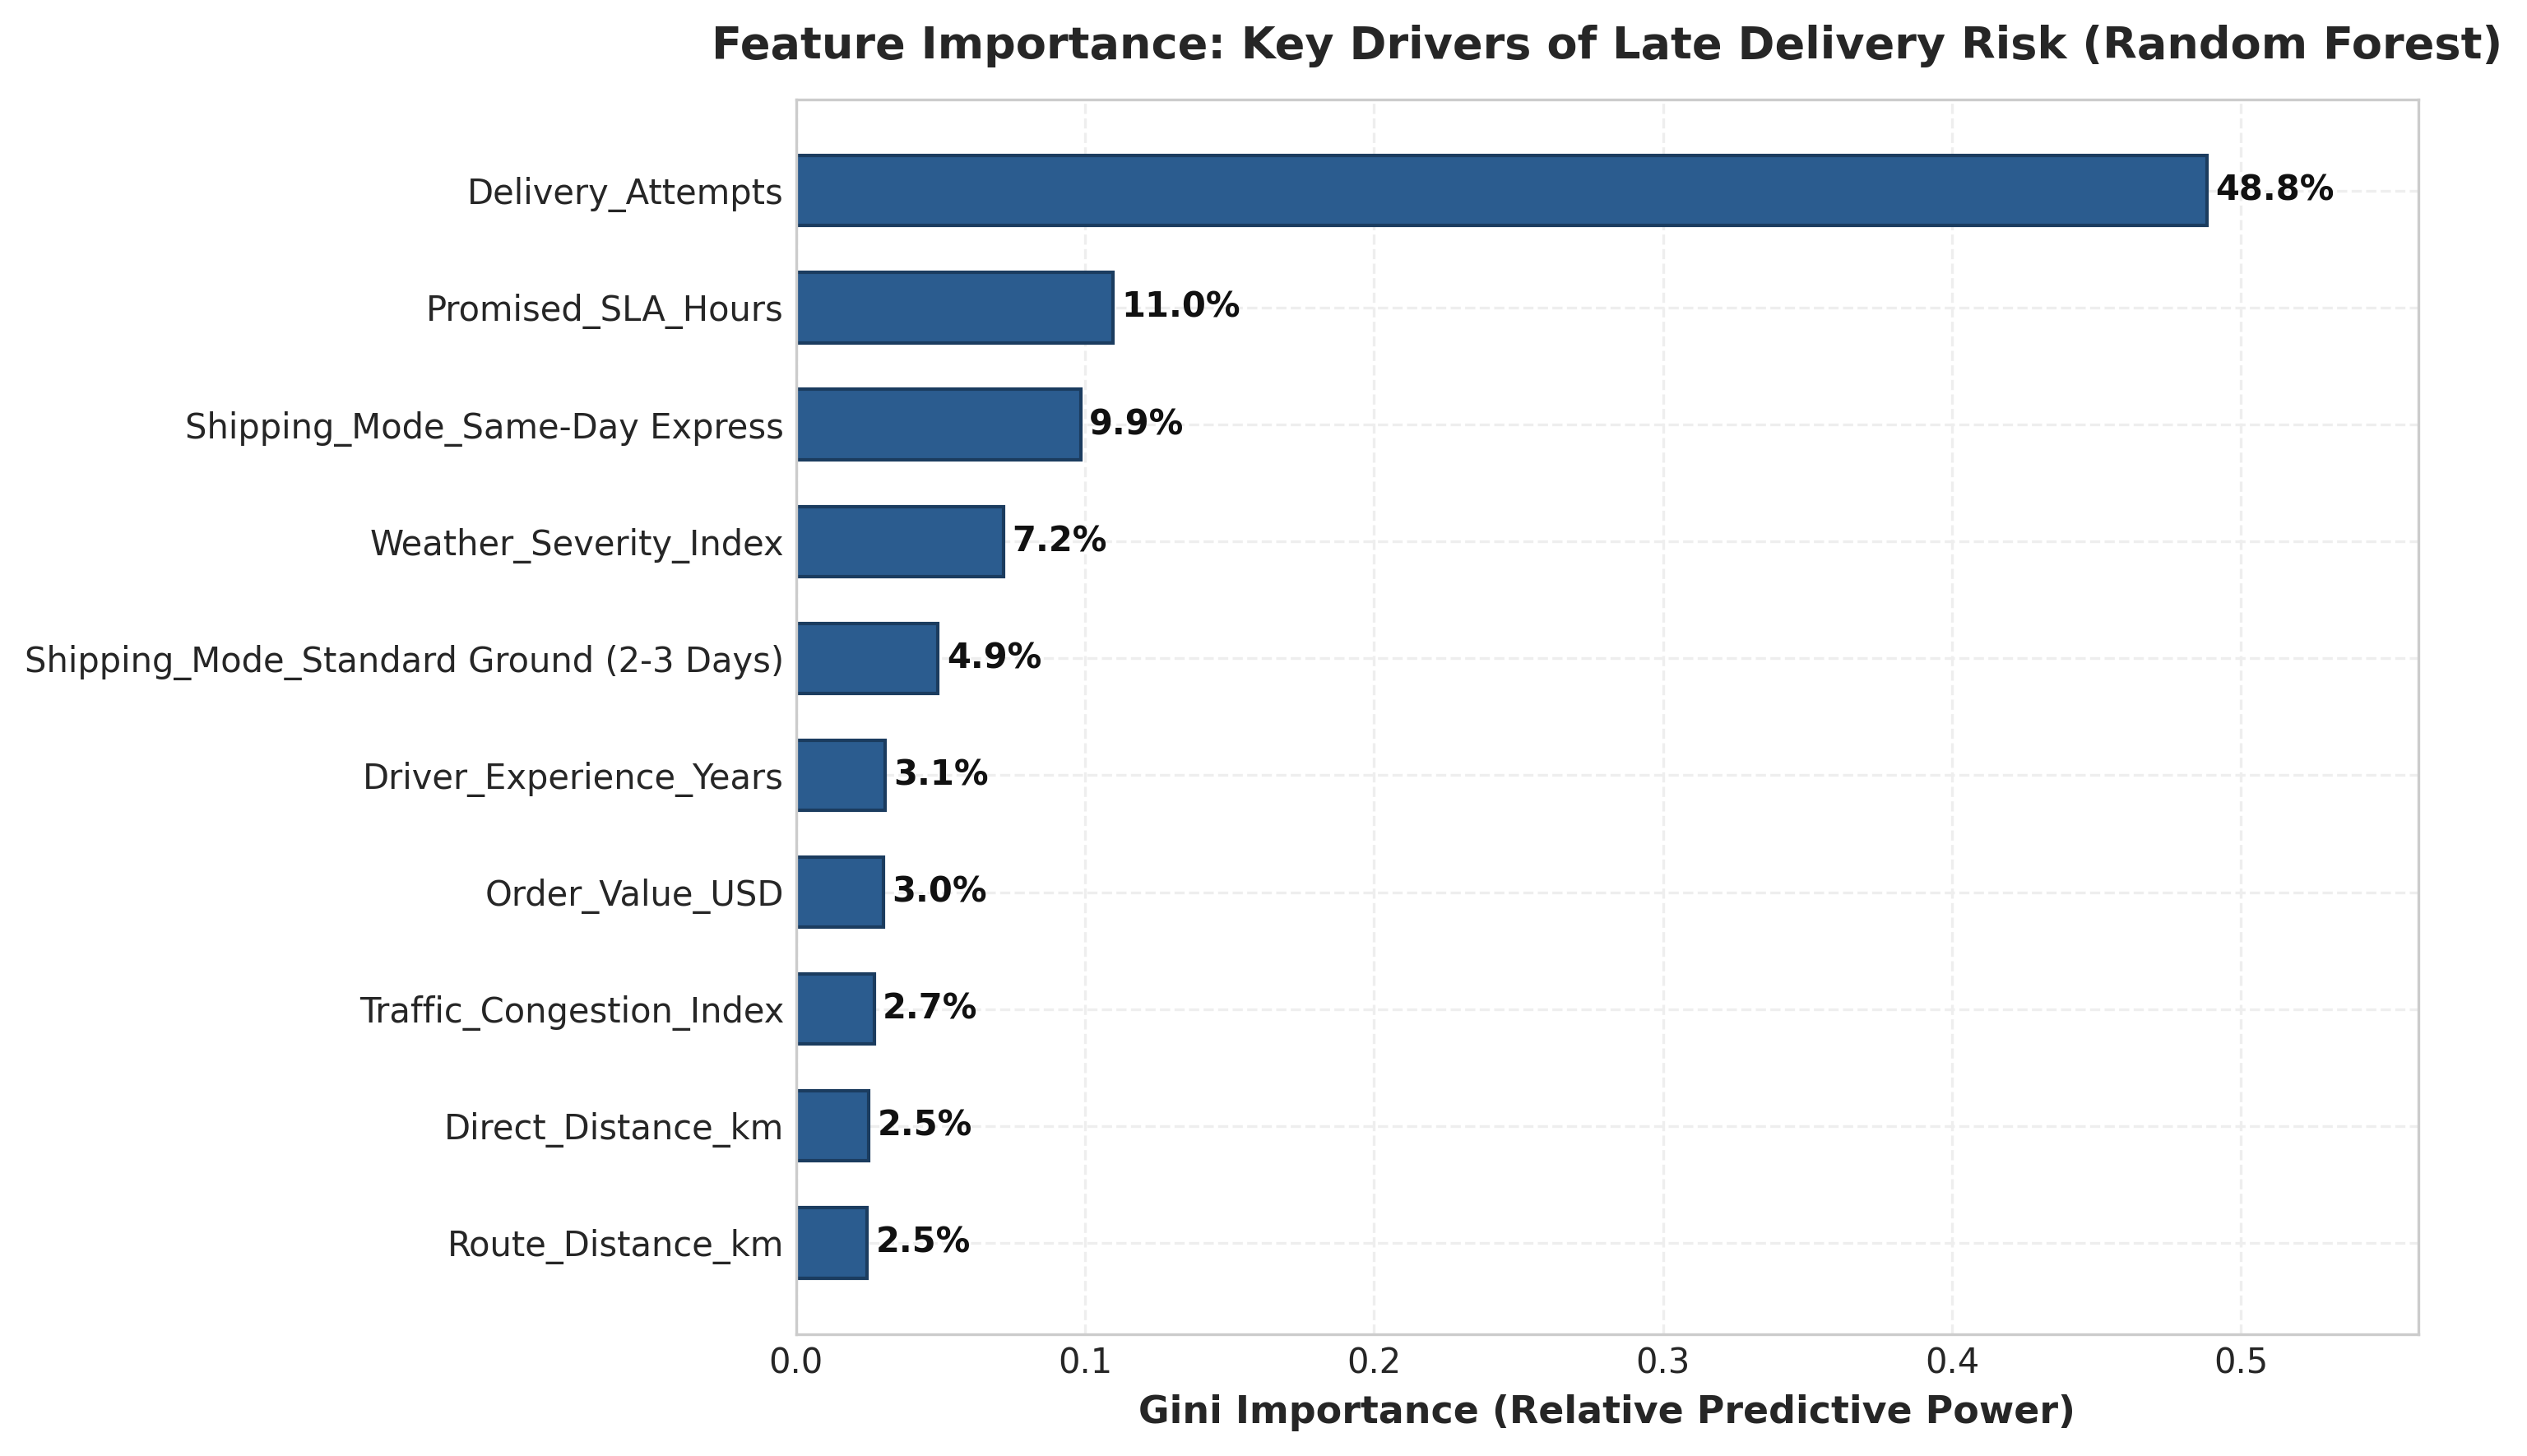 Feature Importance: Key Drivers of Late Delivery Risk (Random Forest)
Delivery_Attempts 48.8%
Promised_SLA_Hours 11.0%
Shipping_Mode_Same-Day Express 9.9%
Weather_Severity_Index 7.2%
Shipping_Mode_Standard Ground (2-3 Days) 4.9%
Driver_Experience_Years 3.1%
Order_Value_USD 3.0%
Traffic_Congestion_Index 2.7%
Direct_Distance_km 2.5%
Route_Distance_km 2.5%
0.0 0.1 0.2 0.3 0.4 0.5
Gini Importance (Relative Predictive Power)